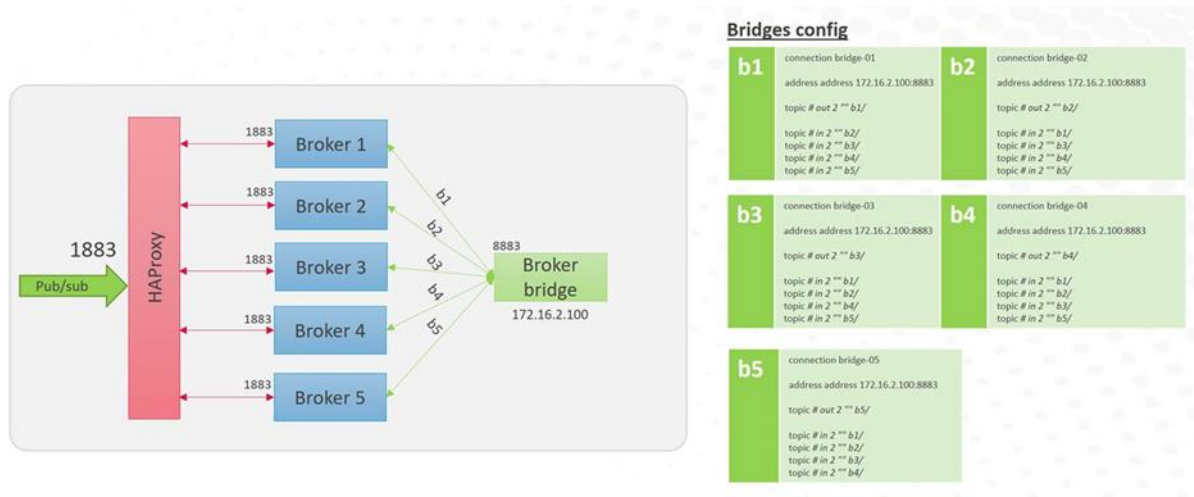 Bridges config
1883
Pub/sub
HAProxy
1883
Broker 1
1883
Broker 2
1883
Broker 3
1883
Broker 4
1883
Broker 5
b1
b2
b3
b4
b5
8883
Broker
bridge
172.16.2.100
b1
connection bridge-01
address address 172.16.2.100:8883
topic # out 2 "" b1/
topic # in 2 "" b2/
topic # in 2 "" b3/
topic # in 2 "" b4/
topic # in 2 "" b5/
b2
connection bridge-02
address address 172.16.2.100:8883
topic # out 2 "" b2/
topic # in 2 "" b1/
topic # in 2 "" b3/
topic # in 2 "" b4/
topic # in 2 "" b5/
b3
connection bridge-03
address address 172.16.2.100:8883
topic # out 2 "" b3/
topic # in 2 "" b1/
topic # in 2 "" b2/
topic # in 2 "" b4/
topic # in 2 "" b5/
b4
connection bridge-04
address address 172.16.2.100:8883
topic # out 2 "" b4/
topic # in 2 "" b1/
topic # in 2 "" b2/
topic # in 2 "" b3/
topic # in 2 "" b5/
b5
connection bridge-05
address address 172.16.2.100:8883
topic # out 2 "" b5/
topic # in 2 "" b1/
topic # in 2 "" b2/
topic # in 2 "" b3/
topic # in 2 "" b4/